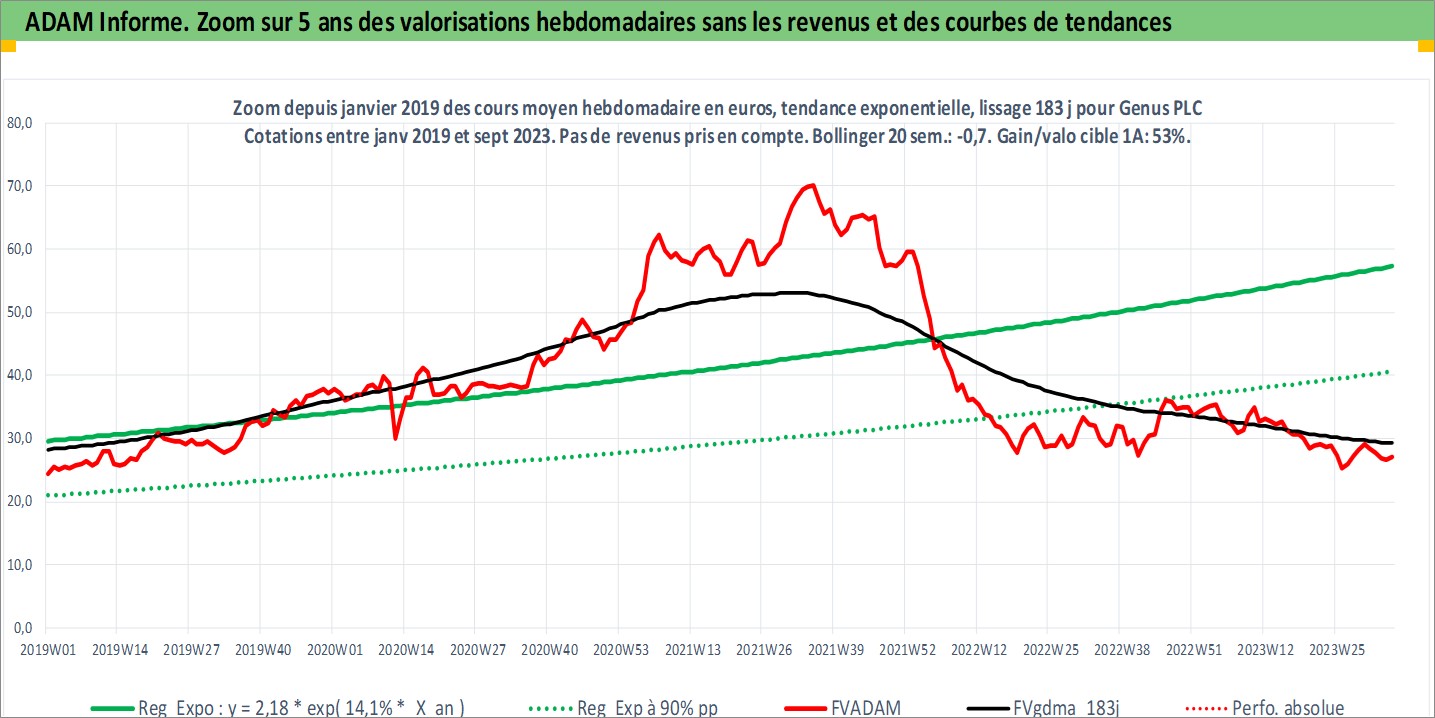 ADAM Informe. Zoom sur 5 ans des valorisations hebdomadaires sans les revenus et des courbes de tendances
Zoom depuis janvier 2019 des cours moyen hebdomadaire en euros, tendance exponentielle, lissage 183 j pour Genus PLC
Cotations entre janv 2019 et sept 2023. Pas de revenus pris en compte. Bollinger 20 sem.: -0,7. Gain/valo cible 1A: 53%.
80,0
70,0
60,0
50,0
40,0
30,0
20,0
10,0
0,0
2019W01 2019W14 2019W27 2019W40 2020W01 2020W14 2020W27 2020W40 2020W53 2021W13 2021W26 2021W39 2021W52 2022W12 2022W25 2022W38 2022W51 2023W12 2023W25
Reg Expo : y = 2,18 * exp( 14,1% * X an ) Reg Exp à 90% pp FVADAM FVgdma 183j Perfo. absolue